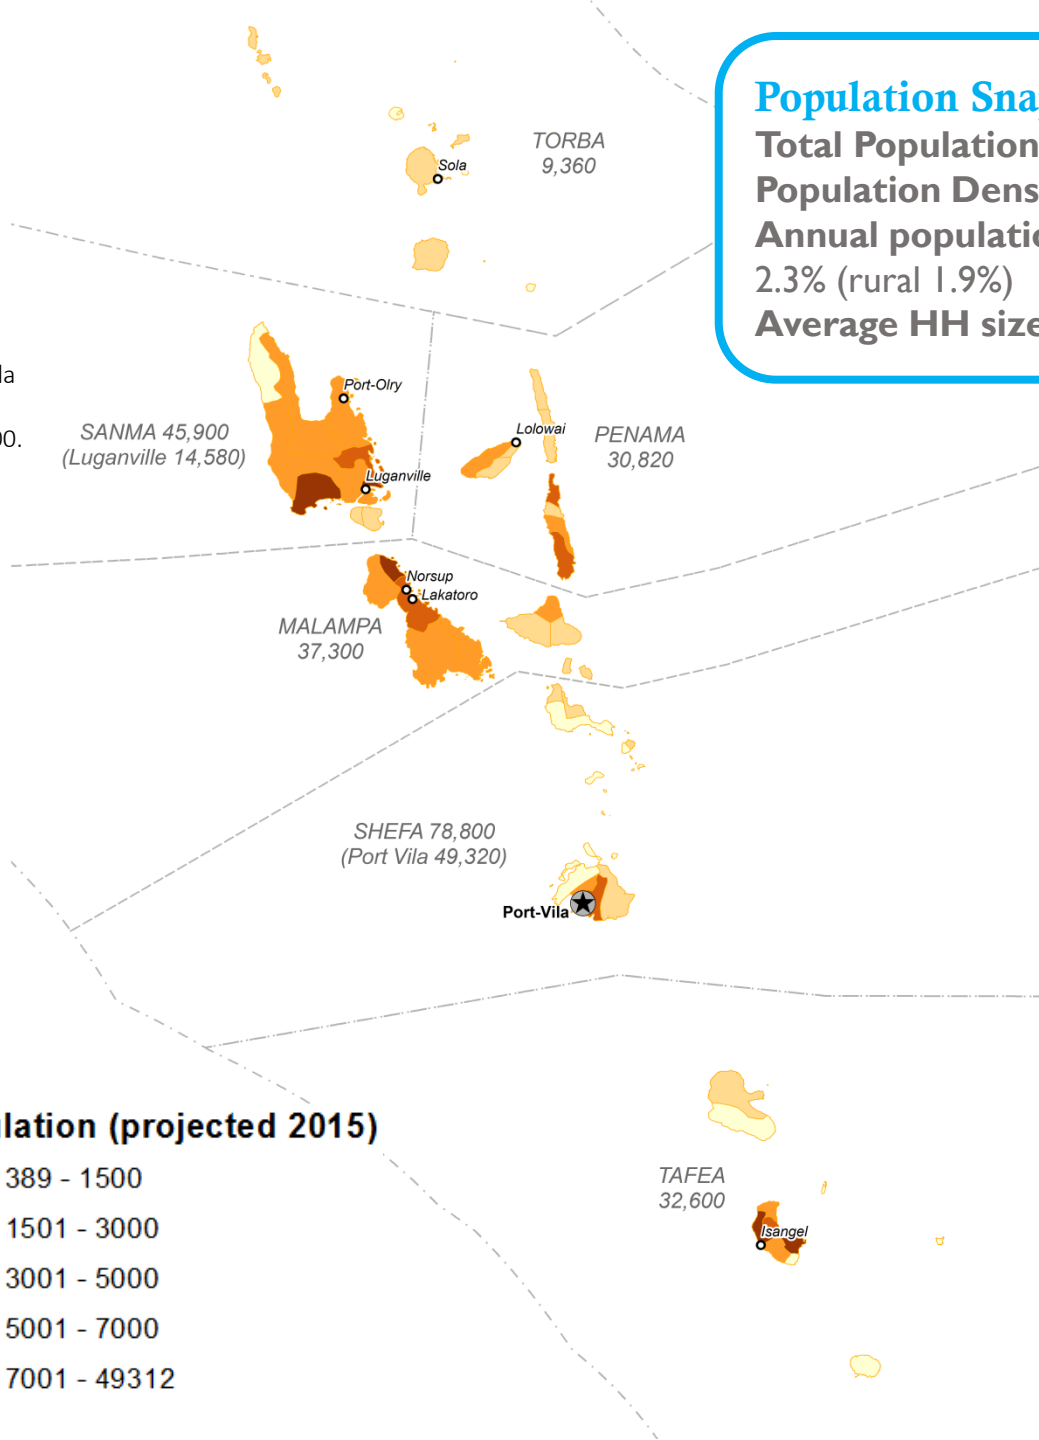 Population Sna
Total Population
Population Dens
Annual populatio
2.3% (rural 1.9%)
Average HH size
TORBA
9,360
Sola
la
00.
Port-Olry
SANMA 45,900
(Luganville 14,580)
Luganville
Lolowai
PENAMA
30,820
Norsup
Lakatoro
MALAMPA
37,300
SHEFA 78,800
(Port Vila 49,320)
Port-Vila
TAFEA
32,600
Isangel
lation (projected 2015)
389 - 1500
1501 - 3000
3001 - 5000
5001 - 7000
7001 - 49312